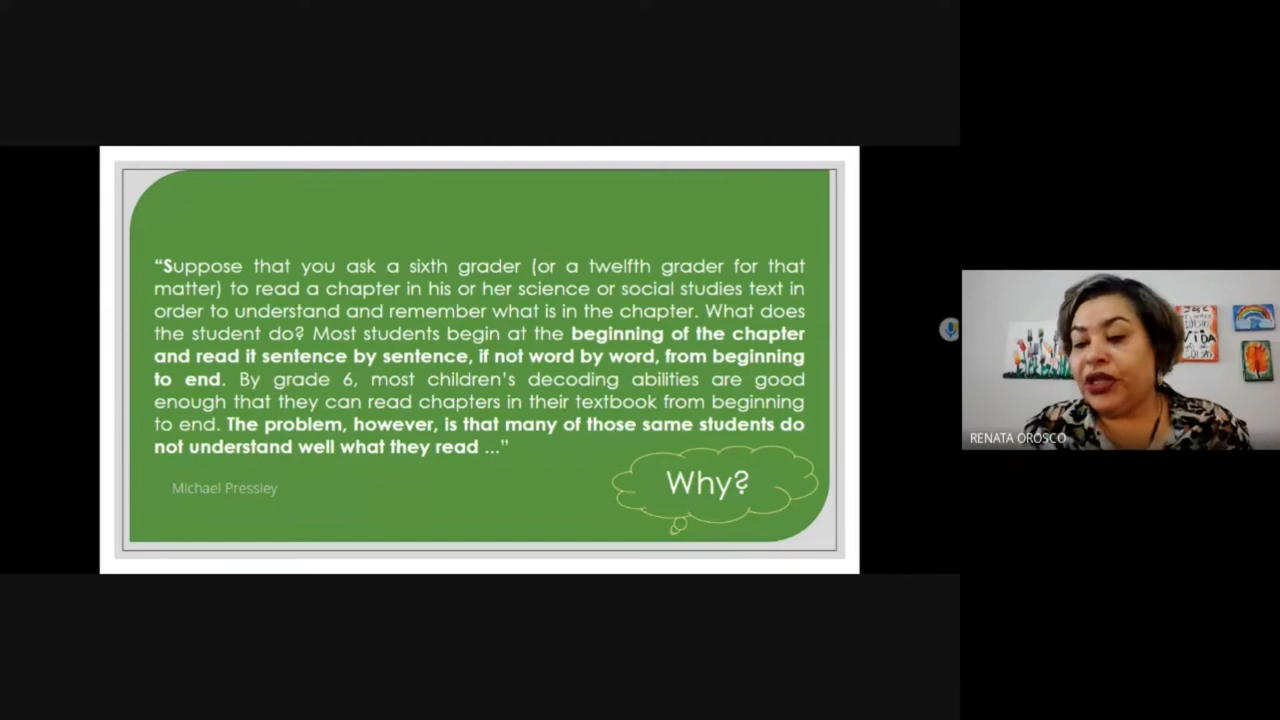 “Suppose that you ask a sixth grader (or a twelfth grader for that
matter) to read a chapter in his or her science or social studies text in
order to understand and remember what is in the chapter. What does
the student do? Most students begin at the beginning of the chapter
and read it sentence by sentence, if not word by word, from beginning
to end. By grade 6, most children’s decoding abilities are good
enough that they can read chapters in their textbook from beginning
to end. The problem, however, is that many of those same students do
not understand well what they read ...”
Michael Pressley
Why?
VIDA
RENATA OROSCO